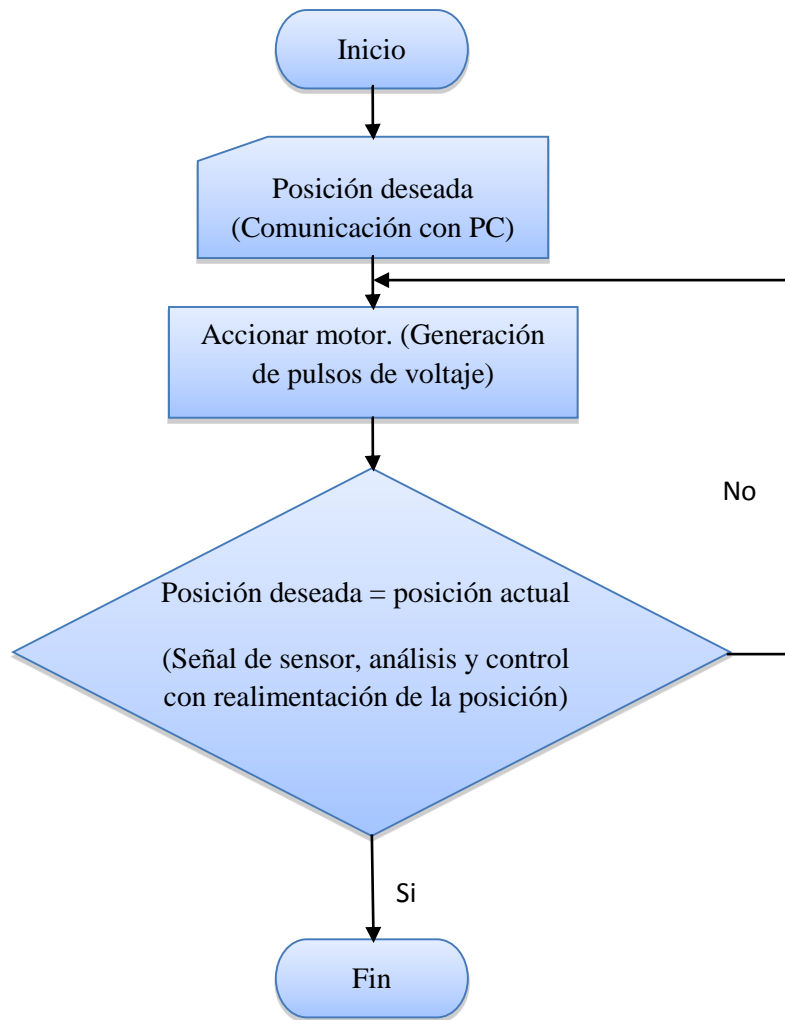 Inicio
Posición deseada
(Comunicación con PC)
Accionar motor. (Generación
de pulsos de voltaje)
No
Posición deseada = posición actual
(Señal de sensor, análisis y control
con realimentación de la posición)
Si
Fin